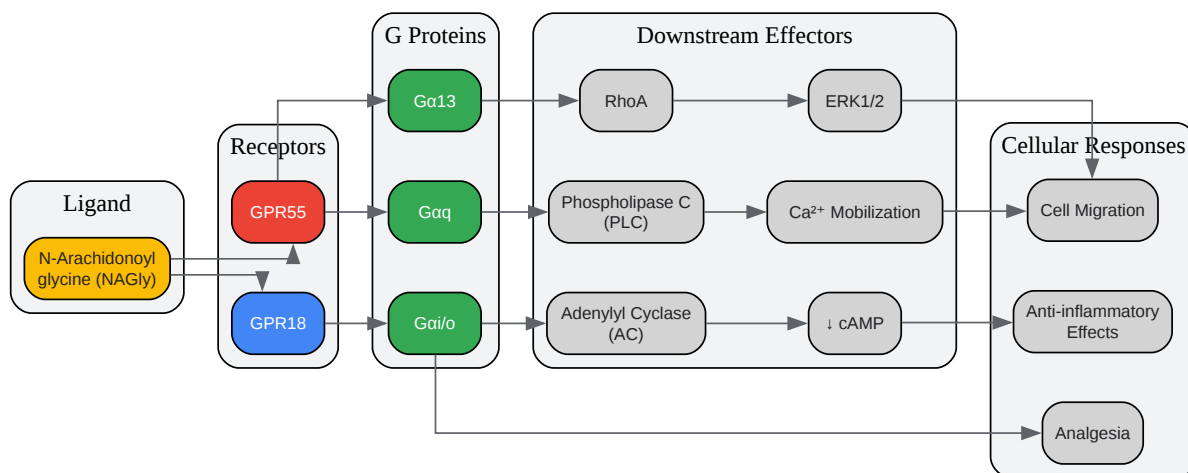 G Proteins
Downstream Effectors
Gα13
RhoA
ERK1/2
Receptors
Cellular Responses
Ligand
GPR55
Gαq
Phospholipase C
(PLC)
Ca²⁺ Mobilization
Cell Migration
N-Arachidonoyl
glycine (NAGly)
GPR18
Gαi/o
Adenylyl Cyclase
(AC)
↓ cAMP
Anti-inflammatory
Effects
Analgesia